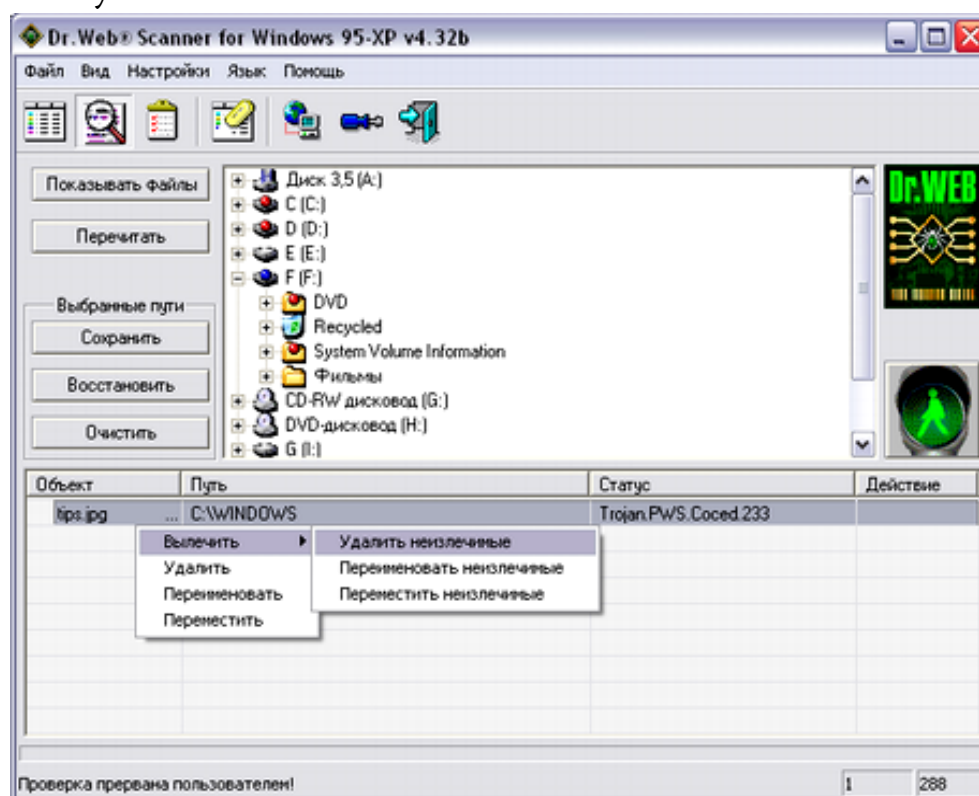 Dr.Web® Scanner for Windows 95-XP v4.32b
Файл Вид Настройки Язык Помощь
Показывать файлы
Перечитать
Выбранные пути
Сохранить
Восстановить
Очистить
Диск 3,5 (A:)
C (C:)
D (D:)
E (E:)
F (F:)
DVD
Recycled
System Volume Information
Фильмы
CD-RW дисковод (G:)
DVD-дисковод (H:)
G (I:)
Dr.WEB
Объект Путь Статус Действие
tips.jpg ... C:\WINDOWS Trojan.PWS.Coced.233
Вылечить
Удалить
Переименовать
Переместить
Удалить неизлечимые
Переименовать неизлечимые
Переместить неизлечимые
Проверка прервана пользователем! 1 288